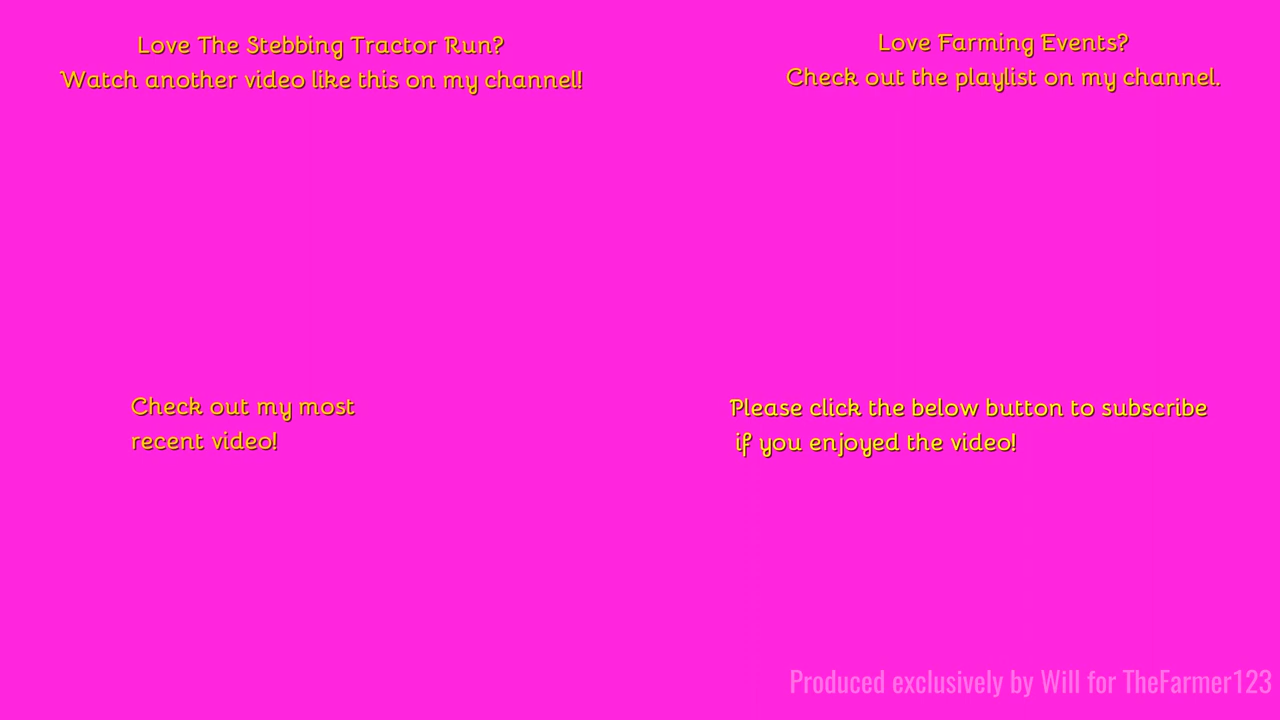 Love The Stebbing Tractor Run?
Watch another video like this on my channel!
Love Farming Events?
Check out the playlist on my channel.
Check out my most
recent video!
Please click the below button to subscribe
if you enjoyed the video!
Produced exclusively by Will for TheFarmer123